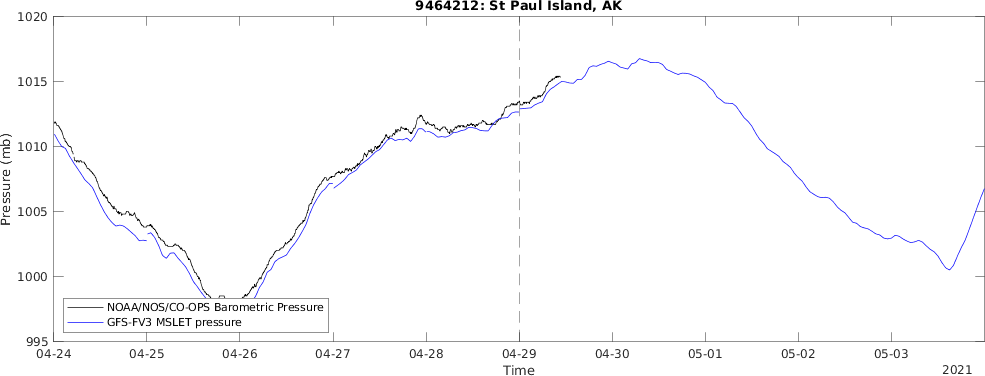 9464212: St Paul Island, AK
Pressure (mb)
1020
1015
1010
1005
1000
995
NOAA/NOS/CO-OPS Barometric Pressure
GFS-FV3 MSLET pressure
04-24 04-25 04-26 04-27 04-28 04-29 04-30 05-01 05-02 05-03
Time
2021